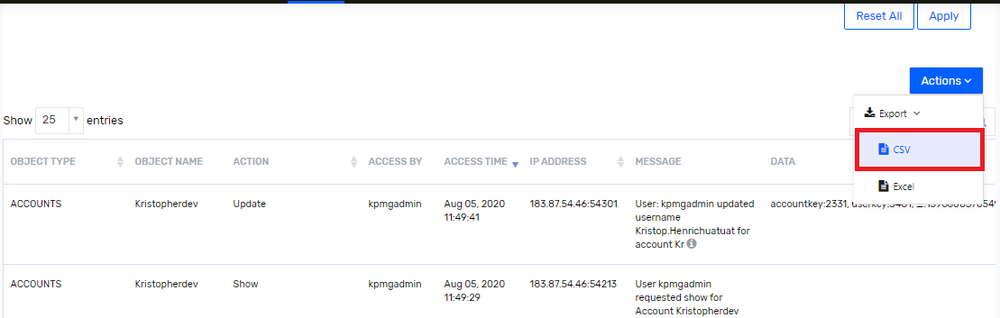 Reset All
Apply
Actions
Export
CSV
Excel
Show 25 entries
OBJECT TYPE OBJECT NAME ACTION ACCESS BY ACCESS TIME IP ADDRESS MESSAGE DATA
ACCOUNTS Kristopherdev Update kpmgadmin Aug 05, 2020 183.87.54.46:54301 User: kpmgadmin updated accountkey:2331,
11:49:41 username
Kristop.Henrichuatuat for
account Kr
ACCOUNTS Kristopherdev Show kpmgadmin Aug 05, 2020 183.87.54.46:54213 User kpmgadmin
11:49:29 requested show for
Account Kristopherdev